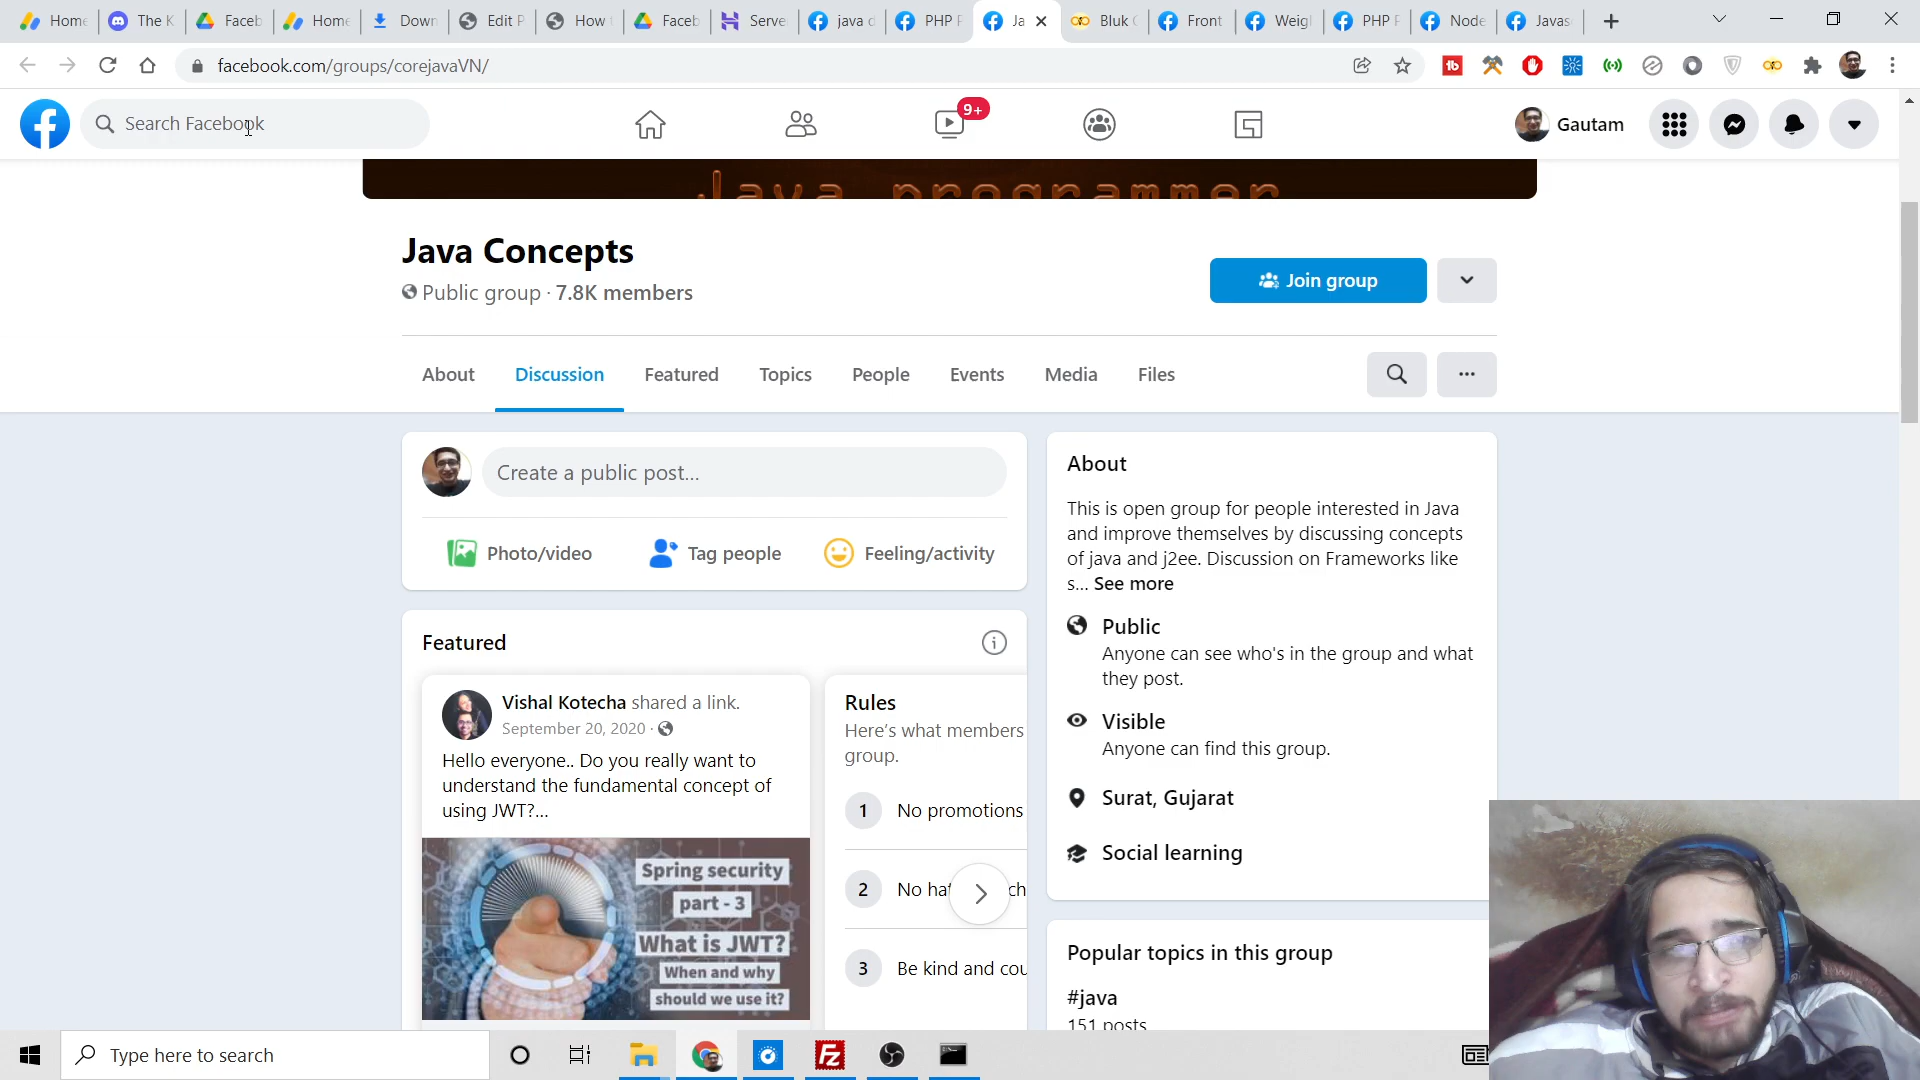 Home
The K
Faceb
Home
Down
Edit P
How
Faceb
Serve
java d
PHP F
Ja
Bluk
Front
Weigh
PHP F
Node
Javas
facebook.com/groups/corejavaVN/
Search Facebook
9+
Gautam
Java programmer
Java Concepts
Public group · 7.8K members
Join group
About
Discussion
Featured
Topics
People
Events
Media
Files
Create a public post...
Photo/video
Tag people
Feeling/activity
About
This is open group for people interested in Java
and improve themselves by discussing concepts
of java and j2ee. Discussion on Frameworks like
s... See more
Public
Anyone can see who's in the group and what
they post.
Visible
Anyone can find this group.
Surat, Gujarat
Social learning
Featured
Vishal Kotecha shared a link.
September 20, 2020 ·
Hello everyone.. Do you really want to
understand the fundamental concept of
using JWT?...
Spring security
part - 3
What is JWT?
When and why
should we use it?
Rules
Here's what members
group.
1 No promotions
2 No ha ch
3 Be kind and cou
Popular topics in this group
#java
151 posts
Type here to search